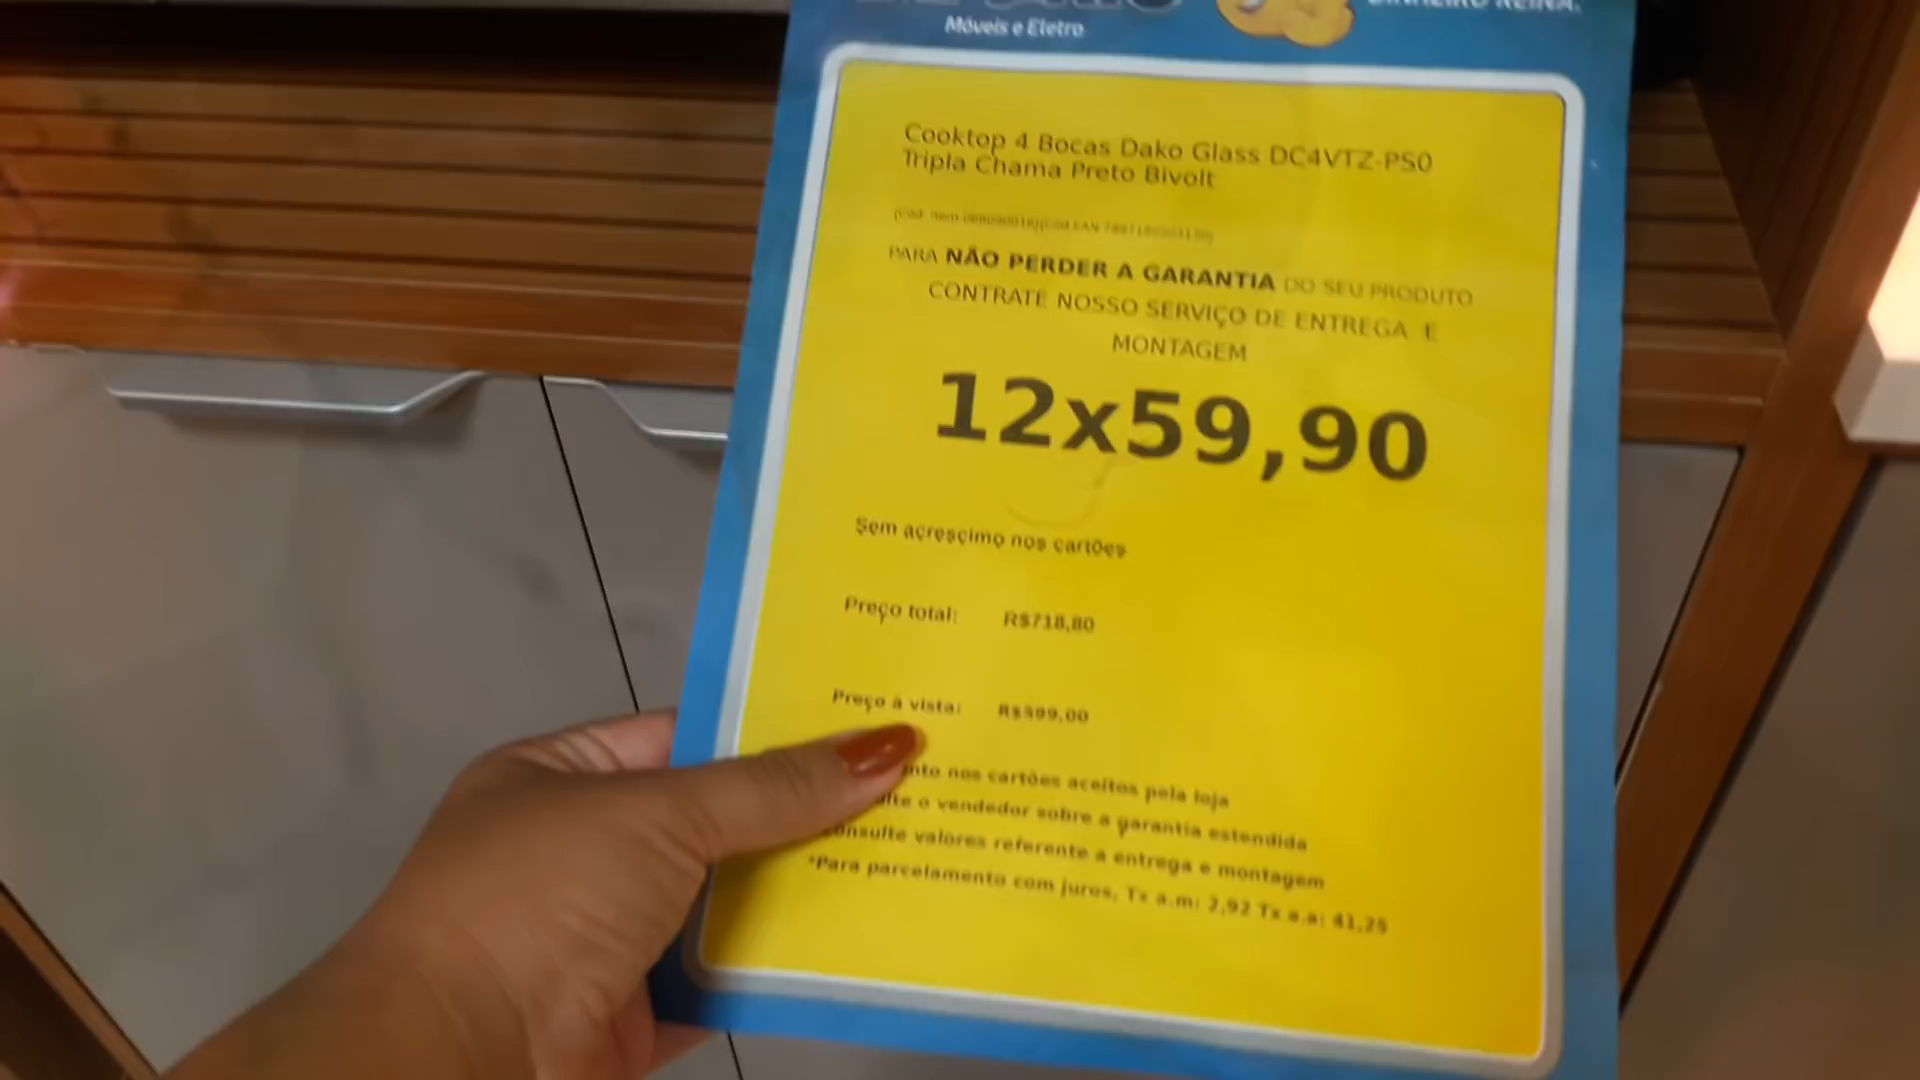 Móveis e Eletro
DINHEIRO REINA.
Cooktop 4 Bocas Dako Glass DC4VTZ-PS0
Tripla Chama Preto Bivolt
PARA NÃO PERDER A GARANTIA DO SEU PRODUTO
CONTRATE NOSSO SERVIÇO DE ENTREGA E
MONTAGEM
12x59,90
Sem acrescimo nos cartões
Preço total: R$718,80
Preço à vista: R$599,00
nos cartões aceitos pela loja
o vendedor sobre a garantia estendida
consulte valores referente a entrega e montagem
*Para parcelamento com juros, Tx a.m: 2,92 Tx a.a: 41,25